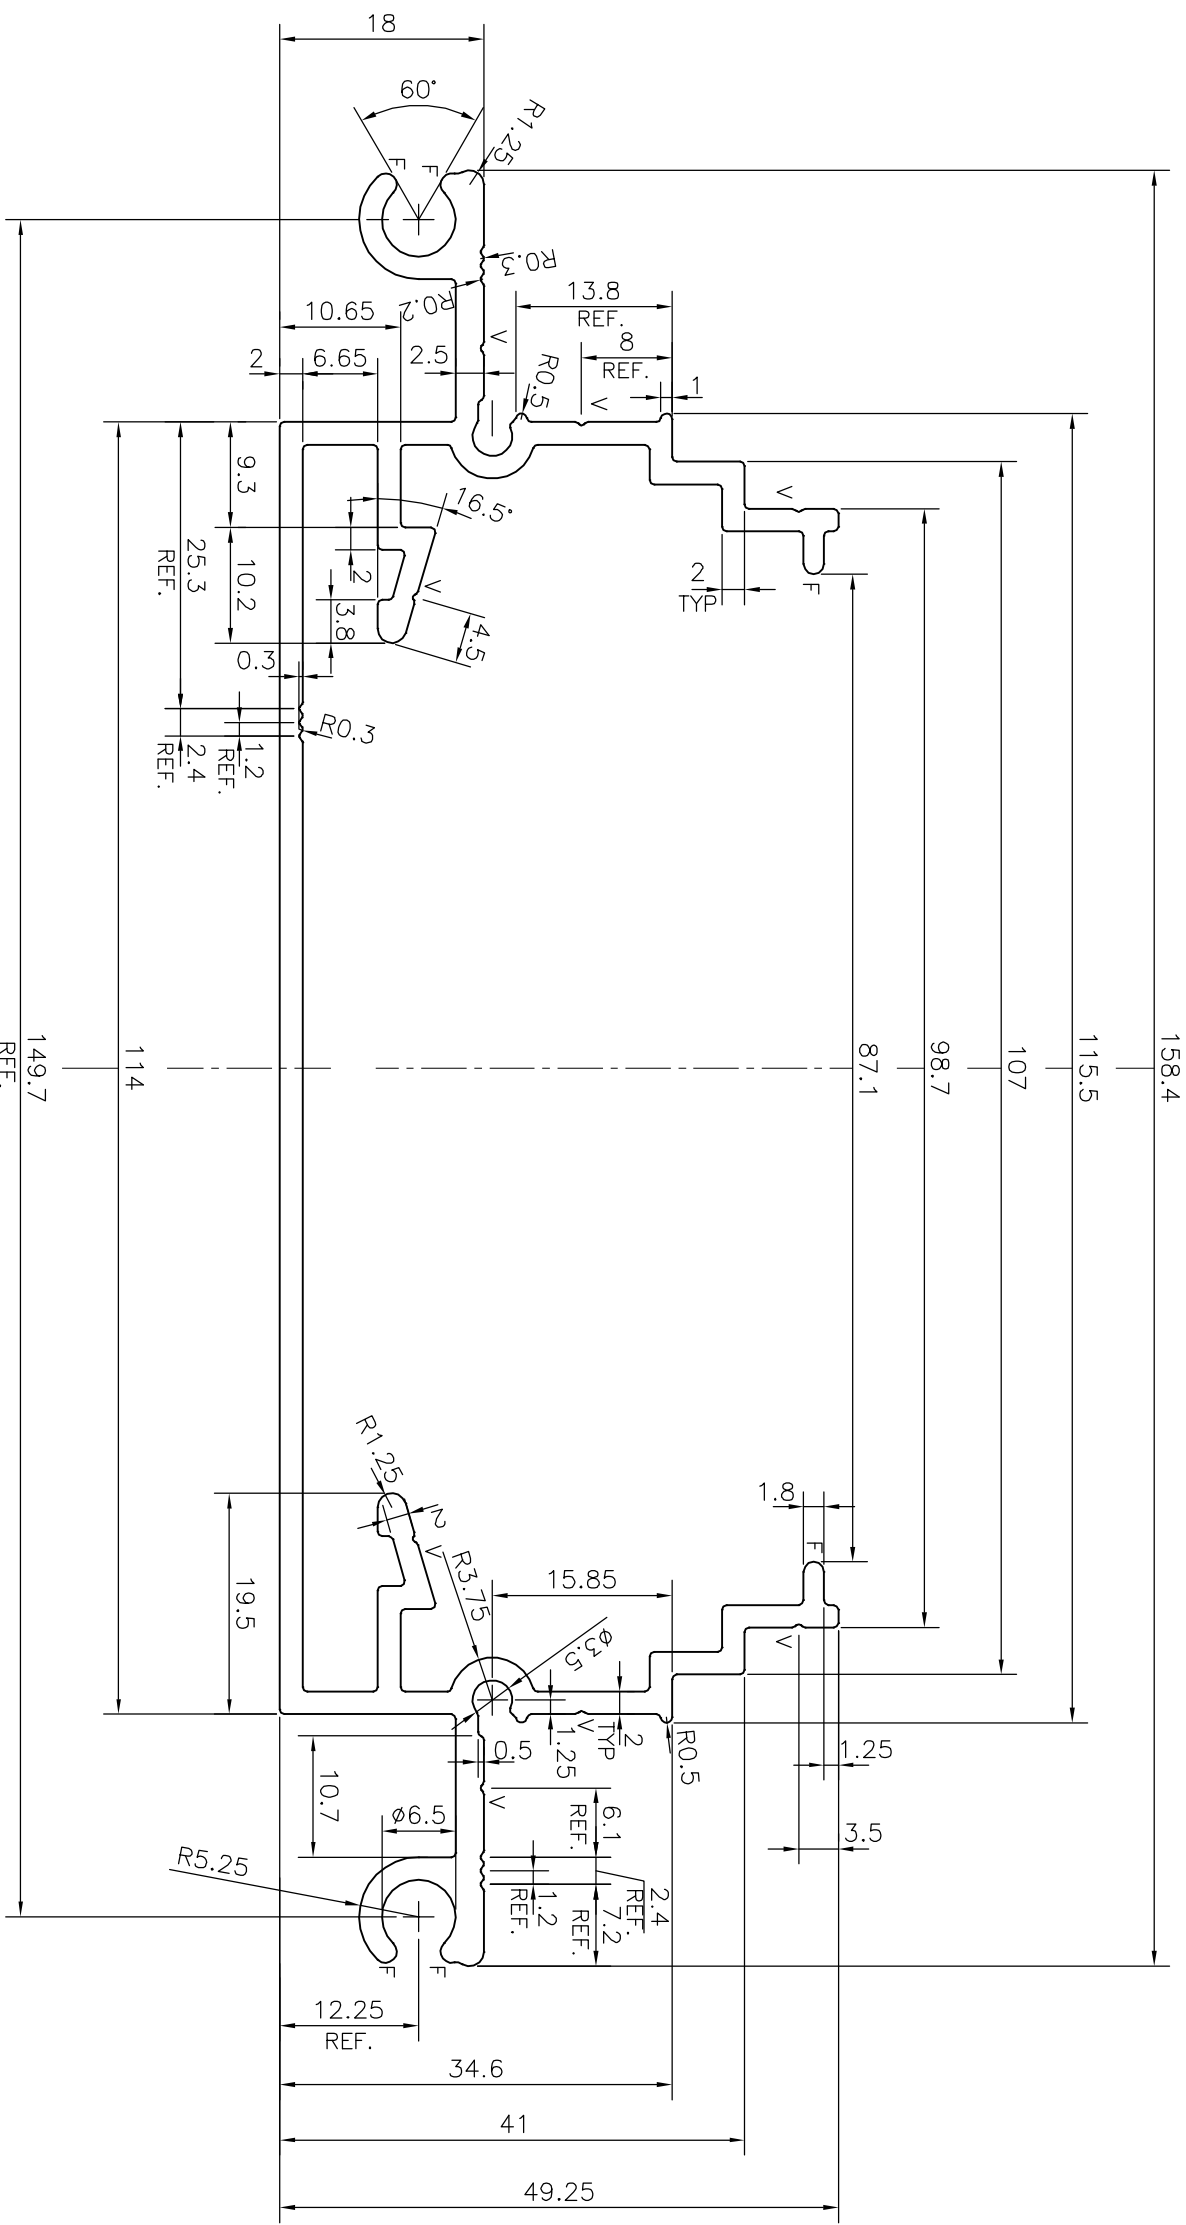 18
60°
R1.25
F
F
R0.3
R0.2
10.65
2
6.65
2.5
V
13.8
REF.
8
REF.
1
R0.5
V
V
F
2
TYP
16.5°
9.3
25.3
REF.
10.2
2
3.8
V
4.5
0.3
R0.3
1.2
REF.
2.4
REF.
158.4
115.5
107
98.7
87.1
114
149.7
REF.
R1.25
2
V
R3.75
15.85
ø3.5
1.8
F
V
19.5
2
TYP
V
1.25
R0.5
0.5
1.25
3.5
10.7
V
6.1
REF.
ø6.5
R5.25
1.2
REF.
2.4
REF.
7.2
REF.
F
F
12.25
REF.
34.6
41
49.25